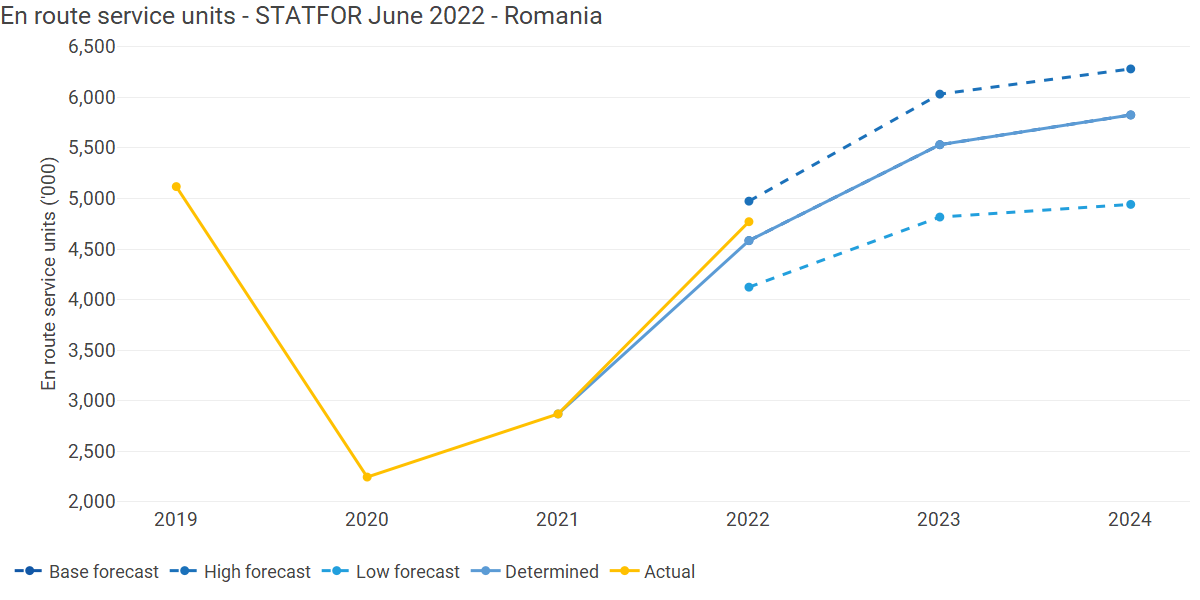 En route service units - STATFOR June 2022 - Romania
En route service units ('000)
6,500
6,000
5,500
5,000
4,500
4,000
3,500
3,000
2,500
2,000
2019 2020 2021 2022 2023 2024
Base forecast High forecast Low forecast Determined Actual